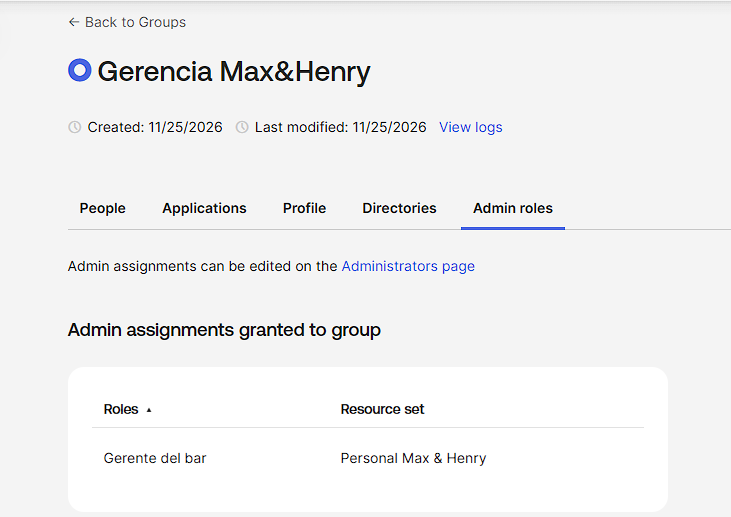 ← Back to Groups
Gerencia Max&Henry
Created: 11/25/2026 Last modified: 11/25/2026 View logs
People Applications Profile Directories Admin roles
Admin assignments can be edited on the Administrators page
Admin assignments granted to group
Roles ▲ Resource set
Gerente del bar Personal Max & Henry